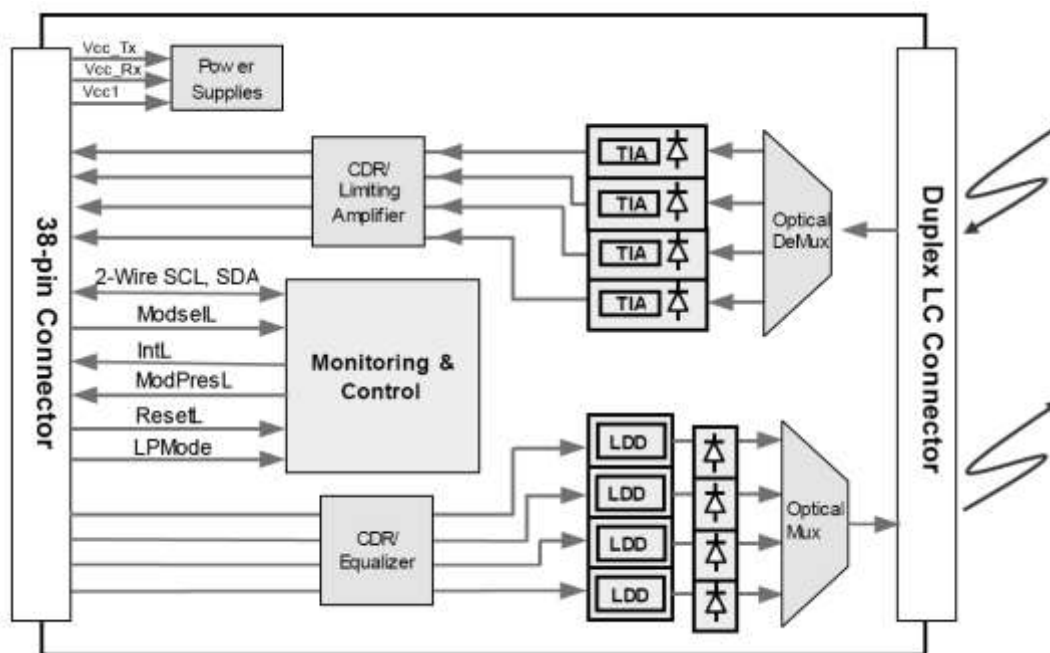 Vcc_Tx
Vcc_Rx
Vcc1
Power
Supplies
38-pin Connector
CDR/
Limiting
Amplifier
TIA
TIA
TIA
TIA
Optical
DeMux
Duplex LC Connector
2-Wire SCL, SDA
ModselL
IntL
ModPresL
ResetL
LPMode
Monitoring &
Control
CDR/
Equalizer
LDD
LDD
LDD
LDD
Optical
Mux